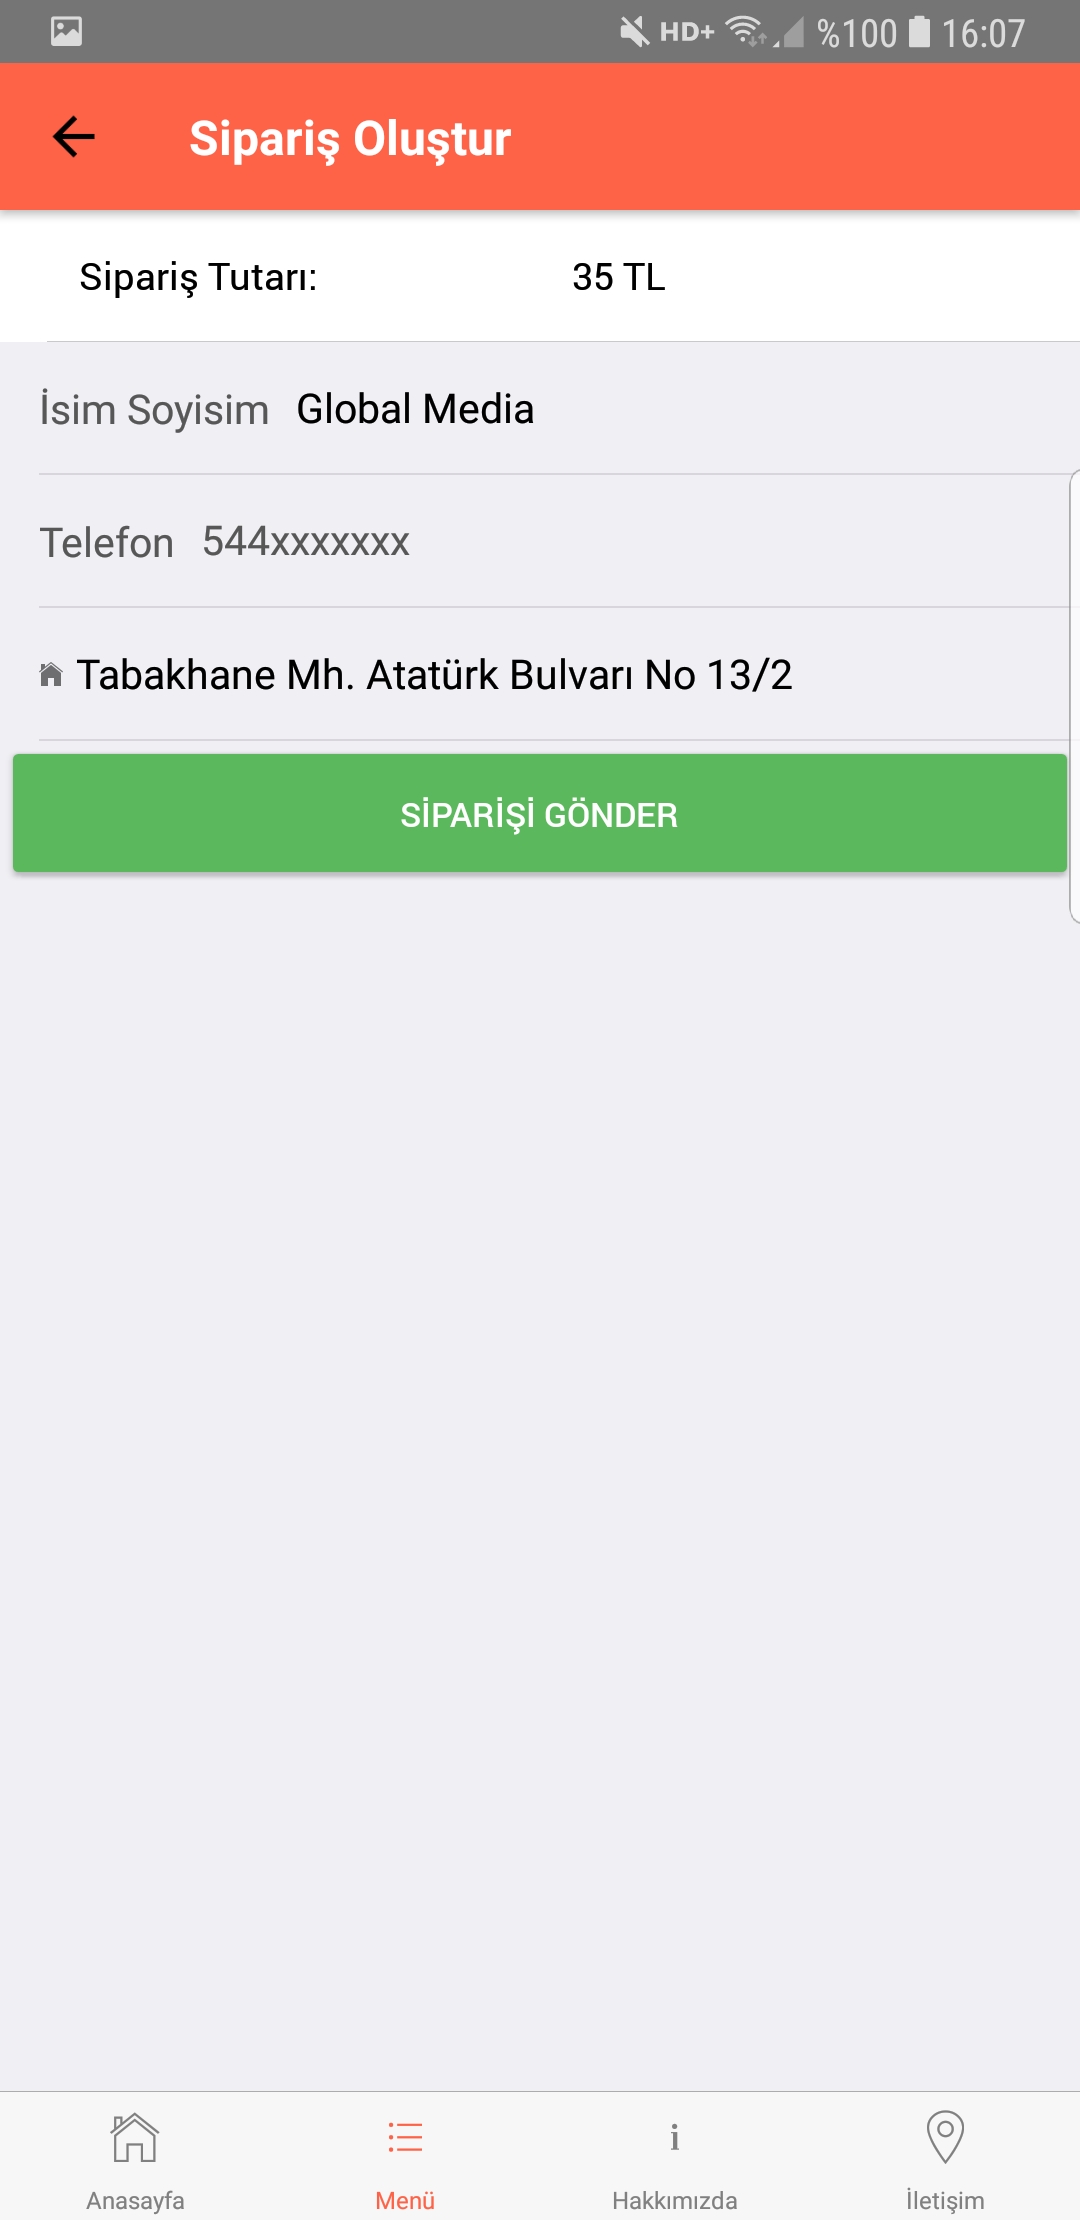 HD+ %100 16:07
Sipariş Oluştur
Sipariş Tutarı: 35 TL
İsim Soyisim Global Media
Telefon 544xxxxxxx
Tabakhane Mh. Atatürk Bulvarı No 13/2
SİPARİŞİ GÖNDER
Anasayfa Menü Hakkımızda İletişim